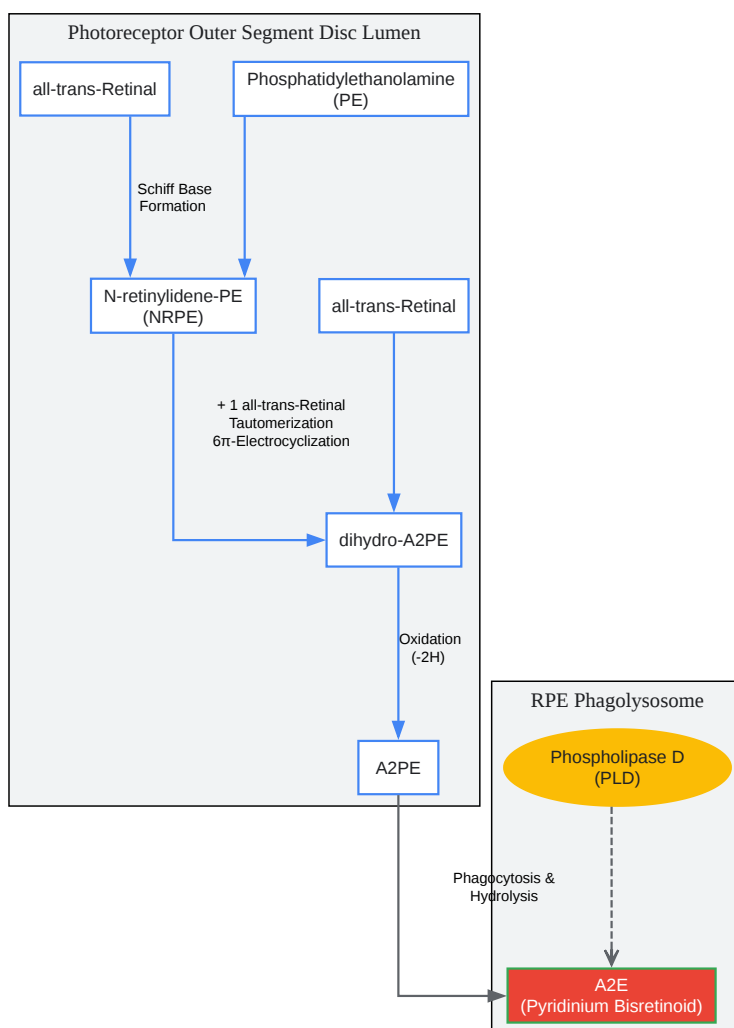 Photoreceptor Outer Segment Disc Lumen
all-trans-Retinal
Phosphatidylethanolamine
(PE)
Schiff Base
Formation
N-retinylidene-PE
(NRPE)
all-trans-Retinal
+ 1 all-trans-Retinal
Tautomerization
6π-Electrocyclization
dihydro-A2PE
Oxidation
(-2H)
A2PE
RPE Phagolysosome
Phospholipase D
(PLD)
Phagocytosis &
Hydrolysis
A2E
(Pyridinium Bisretinoid)